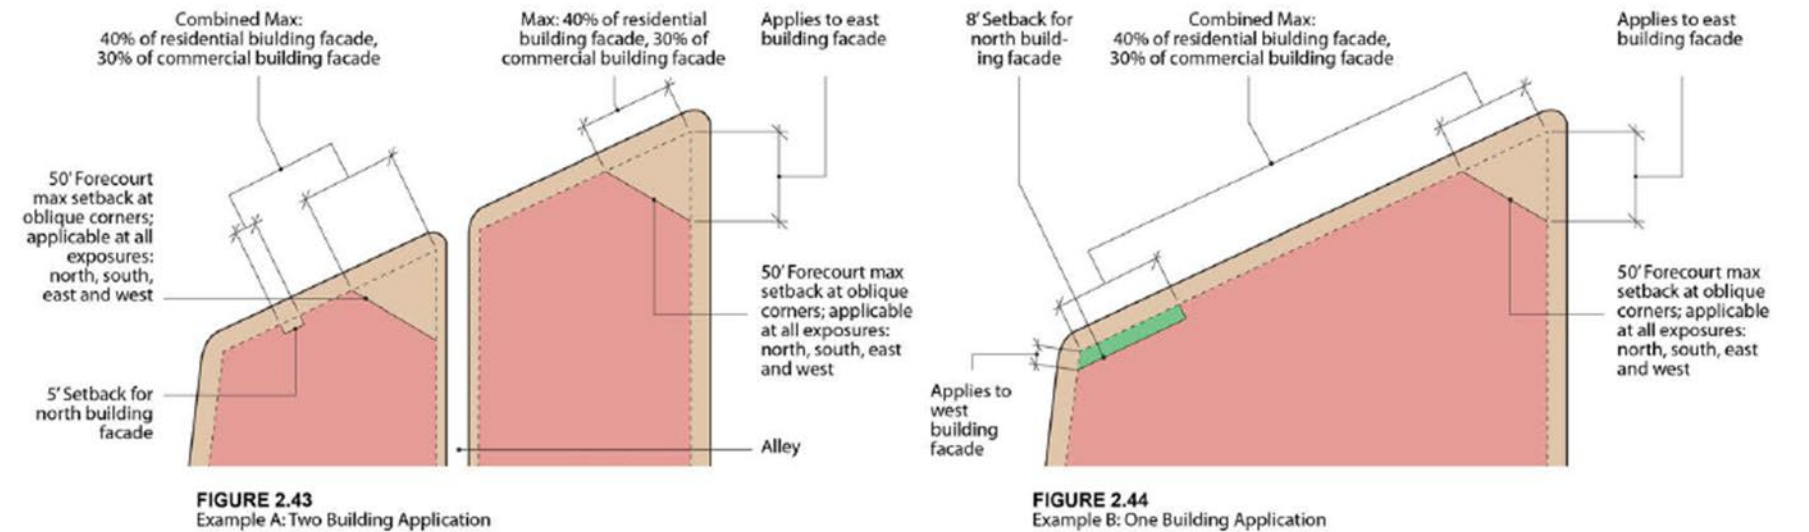 Combined Max:
40% of residential biulding facade,
30% of commercial building facade
Max: 40% of residential
building facade, 30% of
commercial building facade
Applies to east
building facade
50' Forecourt
max setback at
oblique corners;
applicable at all
exposures:
north, south,
east and west
5' Setback for
north building
facade
50' Forecourt max
setback at oblique
corners; applicable
at all exposures:
north, south, east
and west
Alley
FIGURE 2.43
Example A: Two Building Application
8' Setback for
north build-
ing facade
Combined Max:
40% of residential biulding facade,
30% of commercial building facade
Applies to east
building facade
50' Forecourt max
setback at oblique
corners; applicable
at all exposures:
north, south, east
and west
Applies to
west
building
facade
FIGURE 2.44
Example B: One Building Application